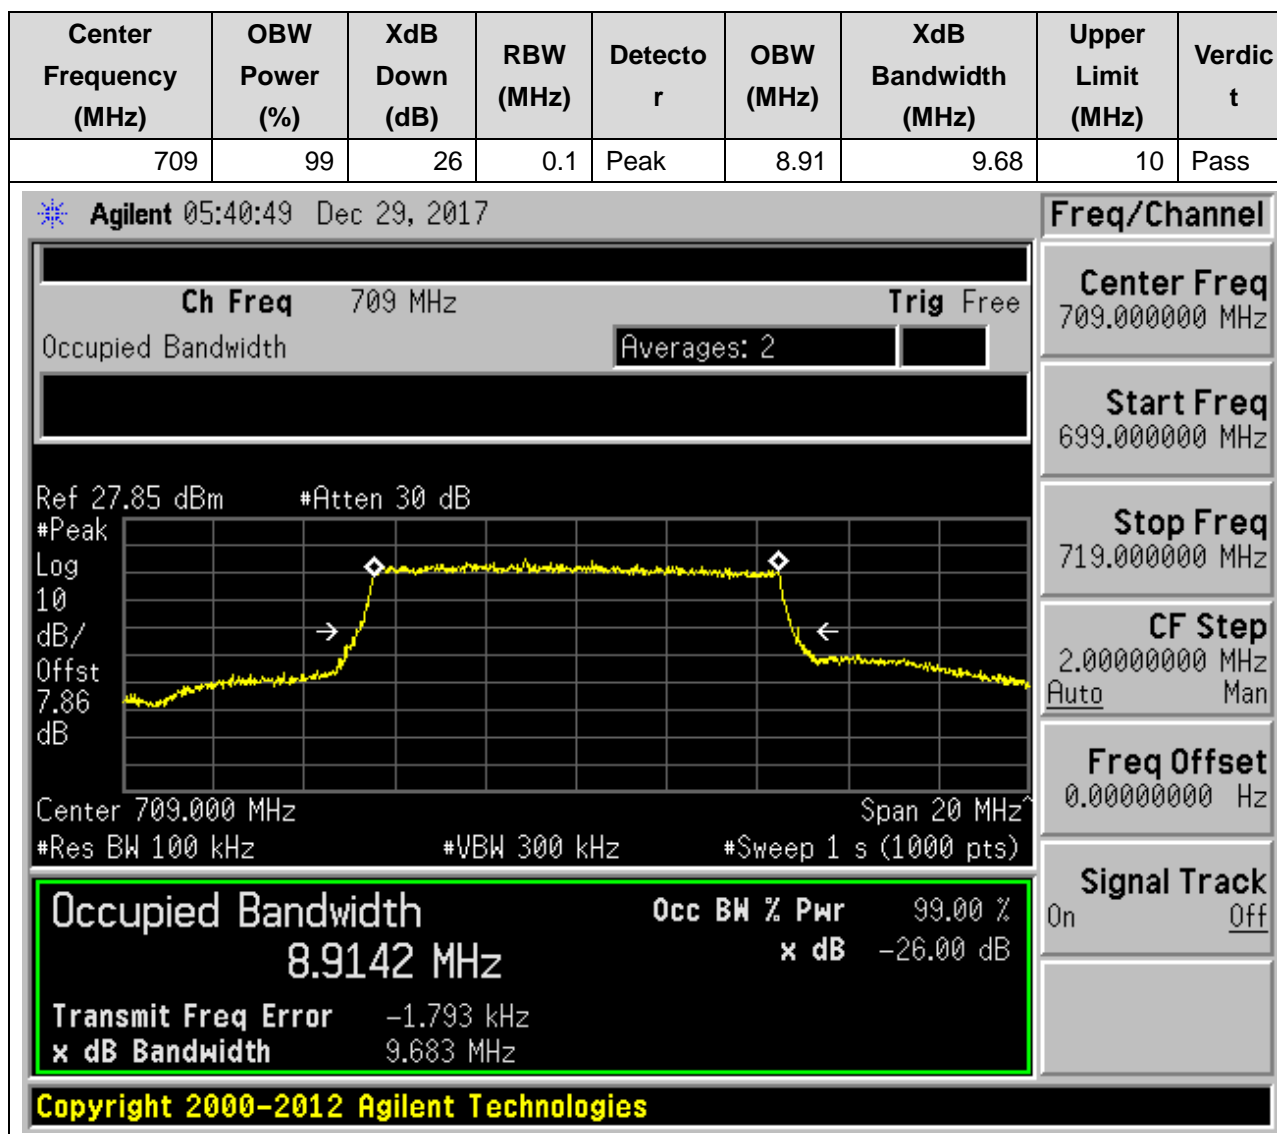 Center Frequency (MHz) OBW Power (%) XdB Down (dB) RBW (MHz) Detecto r OBW (MHz) XdB Bandwidth (MHz) Upper Limit (MHz) Verdic t
709 99 26 0.1 Peak 8.91 9.68 10 Pass
Agilent 05:40:49 Dec 29, 2017
Freq/Channel
Ch Freq 709 MHz Trig Free
Occupied Bandwidth Averages: 2
Center Freq
709.000000 MHz
Start Freq
699.000000 MHz
Stop Freq
719.000000 MHz
CF Step
2.00000000 MHz
Auto Man
Freq Offset
0.00000000 Hz
Signal Track
On Off
Ref 27.85 dBm #Atten 30 dB
#Peak
Log
10
dB/
Offst
7.86
dB
Center 709.000 MHz Span 20 MHz^
#Res BW 100 kHz #VBW 300 kHz #Sweep 1 s (1000 pts)
Occupied Bandwidth Occ BW % Pwr 99.00 %
8.9142 MHz x dB -26.00 dB
Transmit Freq Error -1.793 kHz
x dB Bandwidth 9.683 MHz
Copyright 2000-2012 Agilent Technologies